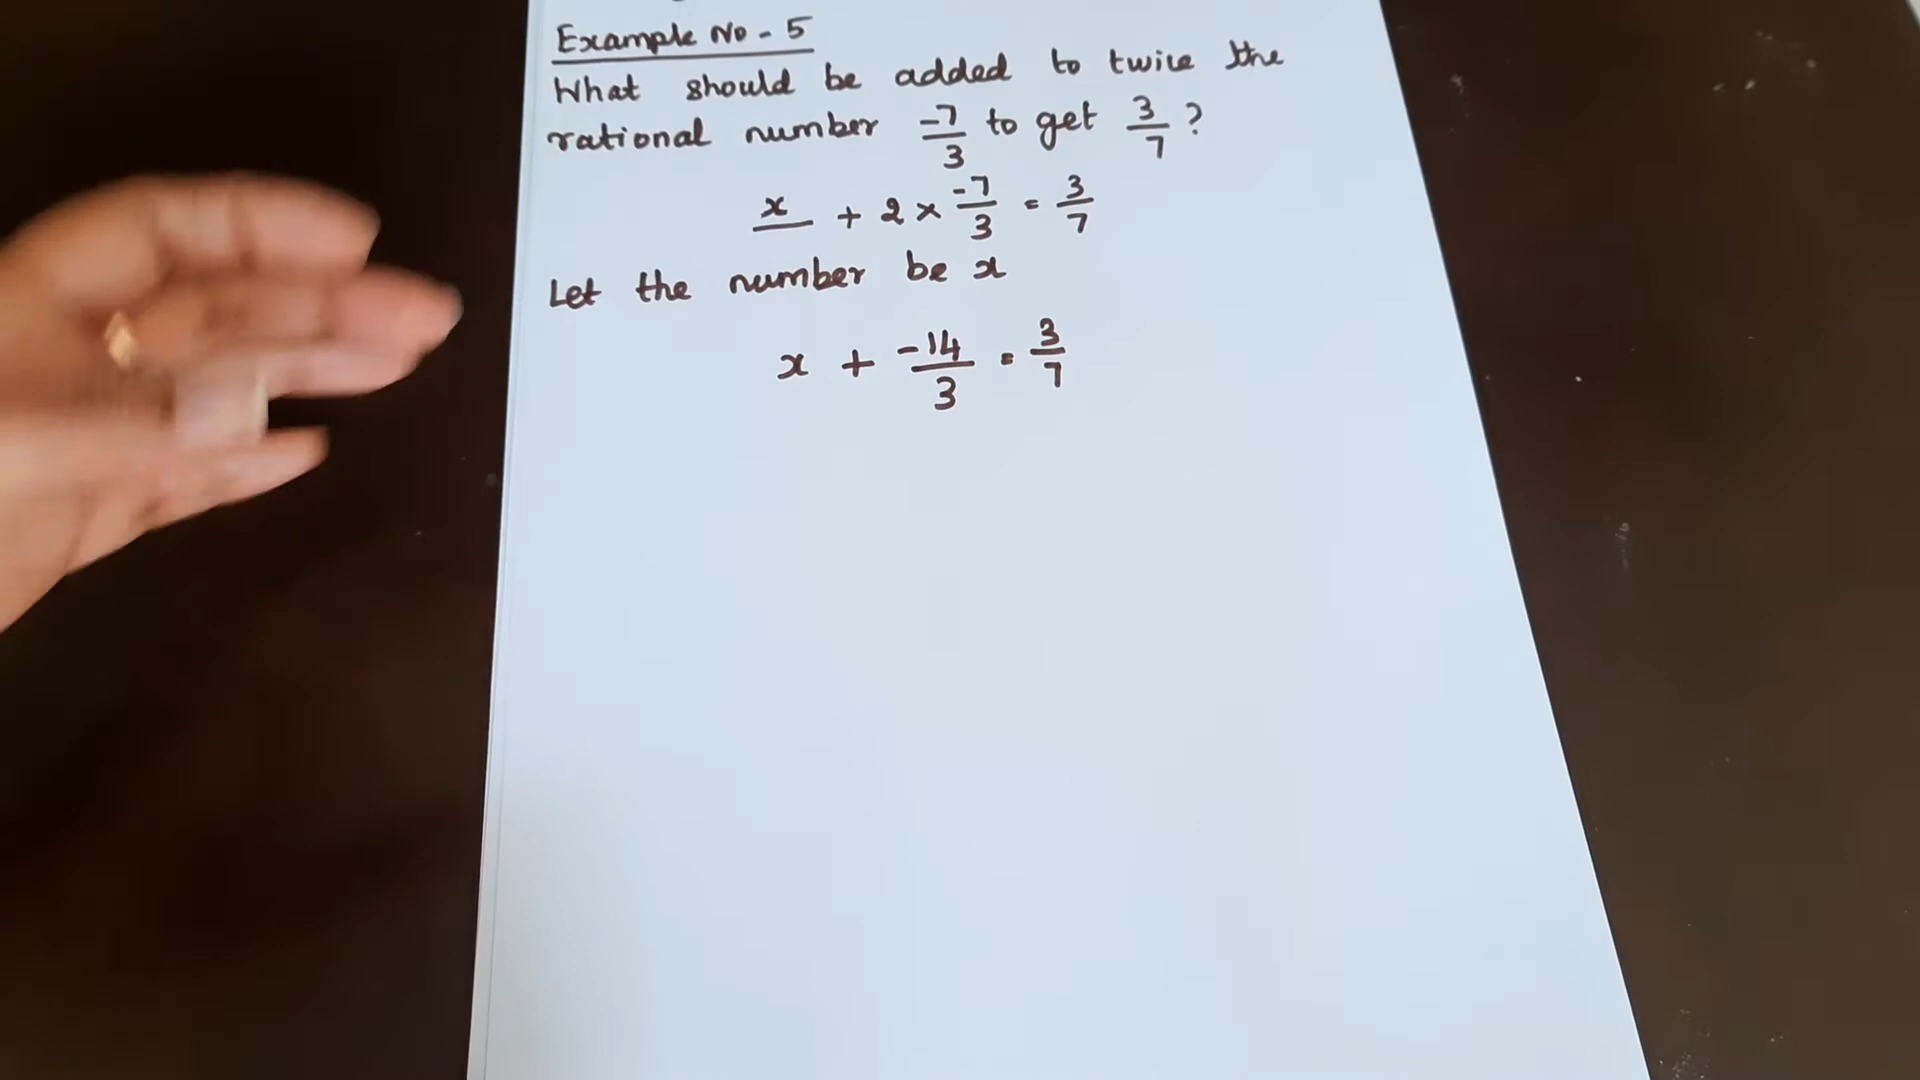 Example No - 5
What should be added to twice the
rational number -7/3 to get 3/7 ?
x + 2 × -7/3 = 3/7
Let the number be x
x + -14/3 = 3/7